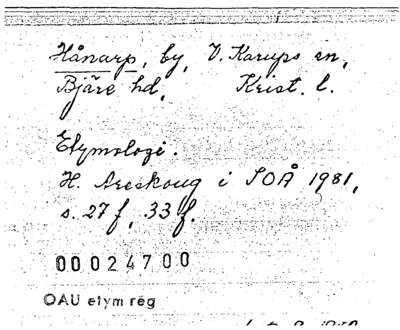 Hånarp, by, V. Karups sn,
Bjäre hd, Krist. l.
Etymologi.
H. Areskoug i SOÅ 1981,
s. 27 f, 33 f.
00024700
OAU etym reg